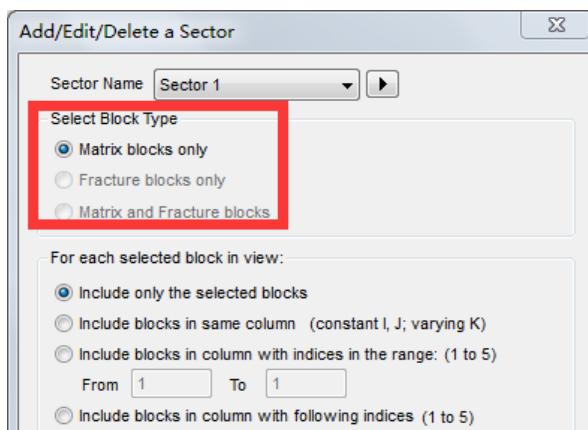 Add/Edit/Delete a Sector
Sector Name Sector 1
Select Block Type
Matrix blocks only
Fracture blocks only
Matrix and Fracture blocks
For each selected block in view:
Include only the selected blocks
Include blocks in same column (constant I, J; varying K)
Include blocks in column with indices in the range: (1 to 5)
From 1 To 1
Include blocks in column with following indices (1 to 5)